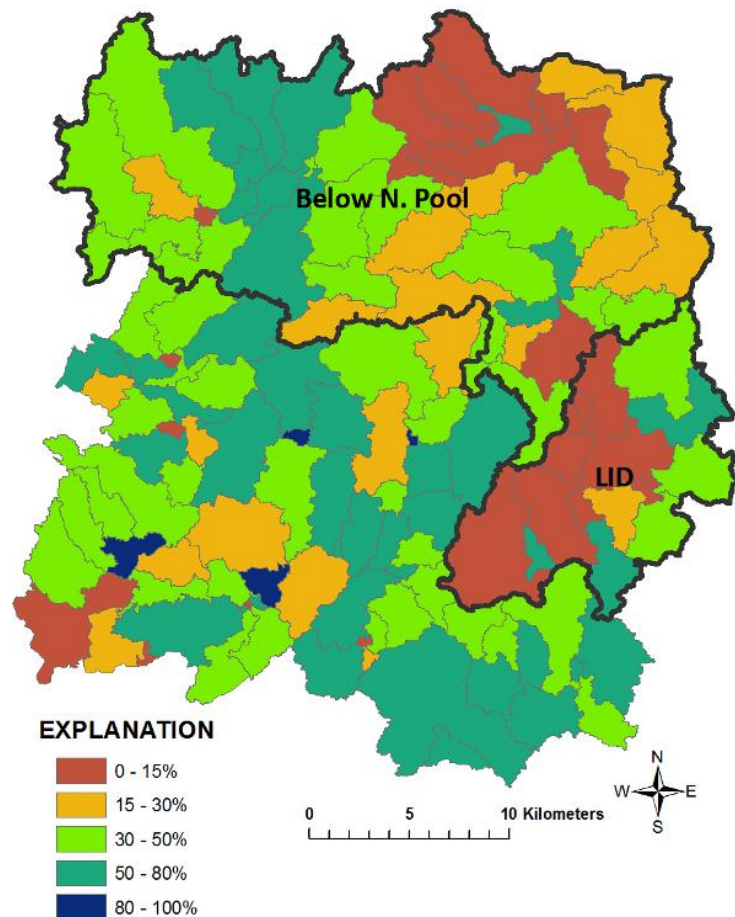 Below N. Pool
LID
EXPLANATION
0 - 15%
15 - 30%
30 - 50%
50 - 80%
80 - 100%
0 5 10 Kilometers
N
W E
S